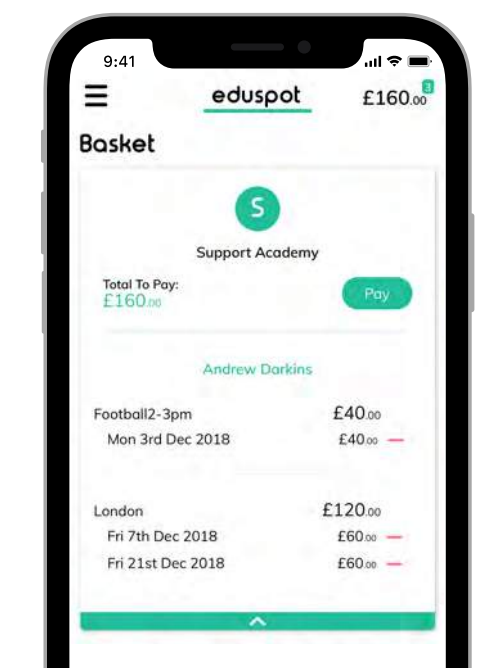 9:41
eduspot £160.00 3
Basket
S
Support Academy
Total To Pay:
£160.00
Pay
Andrew Darkins
Football2-3pm £40.00
Mon 3rd Dec 2018 £40.00
London £120.00
Fri 7th Dec 2018 £60.00
Fri 21st Dec 2018 £60.00